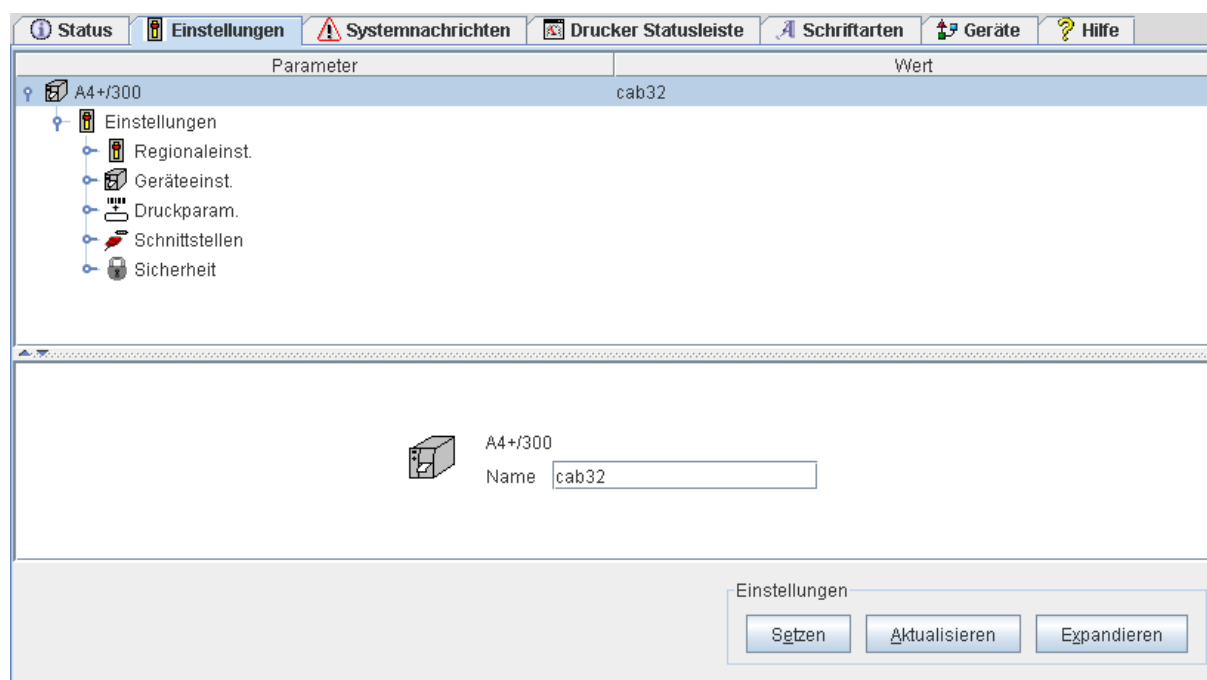 Status Einstellungen Systemnachrichten Drucker Statusleiste Schriftarten Geräte Hilfe
Parameter Wert
A4+/300 cab32
Einstellungen
Regionaleinst.
Geräteeinst.
Druckparam.
Schnittstellen
Sicherheit
A4+/300
Name cab32
Einstellungen
Setzen Aktualisieren Expandieren